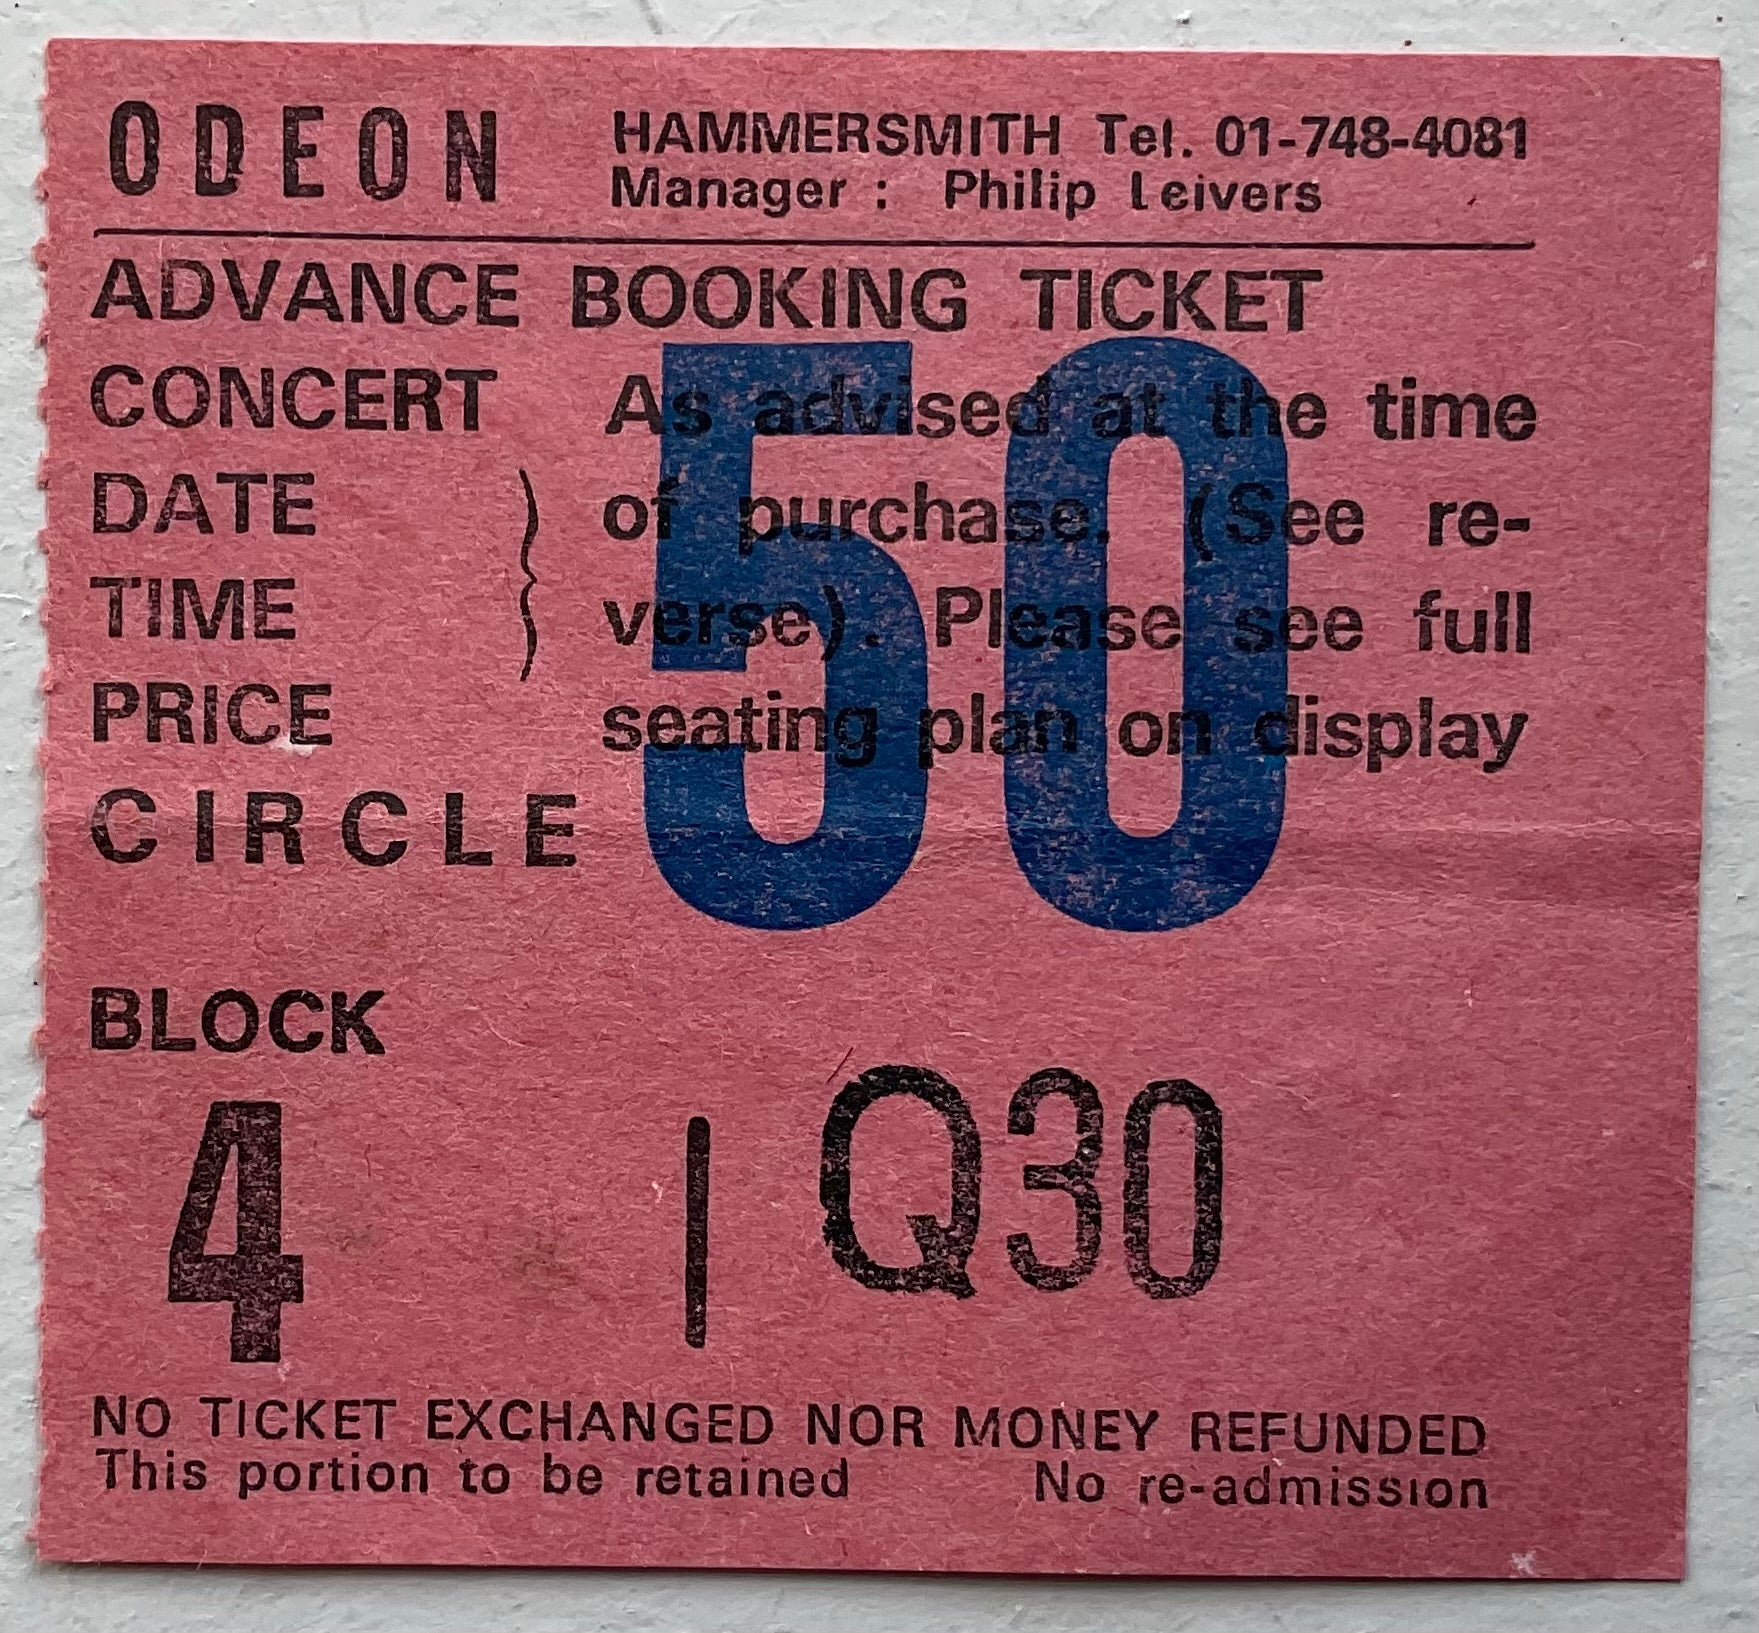 ODEON HAMMERSMITH Tel. 01-748-4081
Manager : Philip Leivers
ADVANCE BOOKING TICKET
CONCERT As advised at the time
DATE of purchase. (See re-
TIME verse). Please see full
PRICE seating plan on display
CIRCLE
50
BLOCK
4 | Q30
NO TICKET EXCHANGED NOR MONEY REFUNDED
This portion to be retained No re-admission